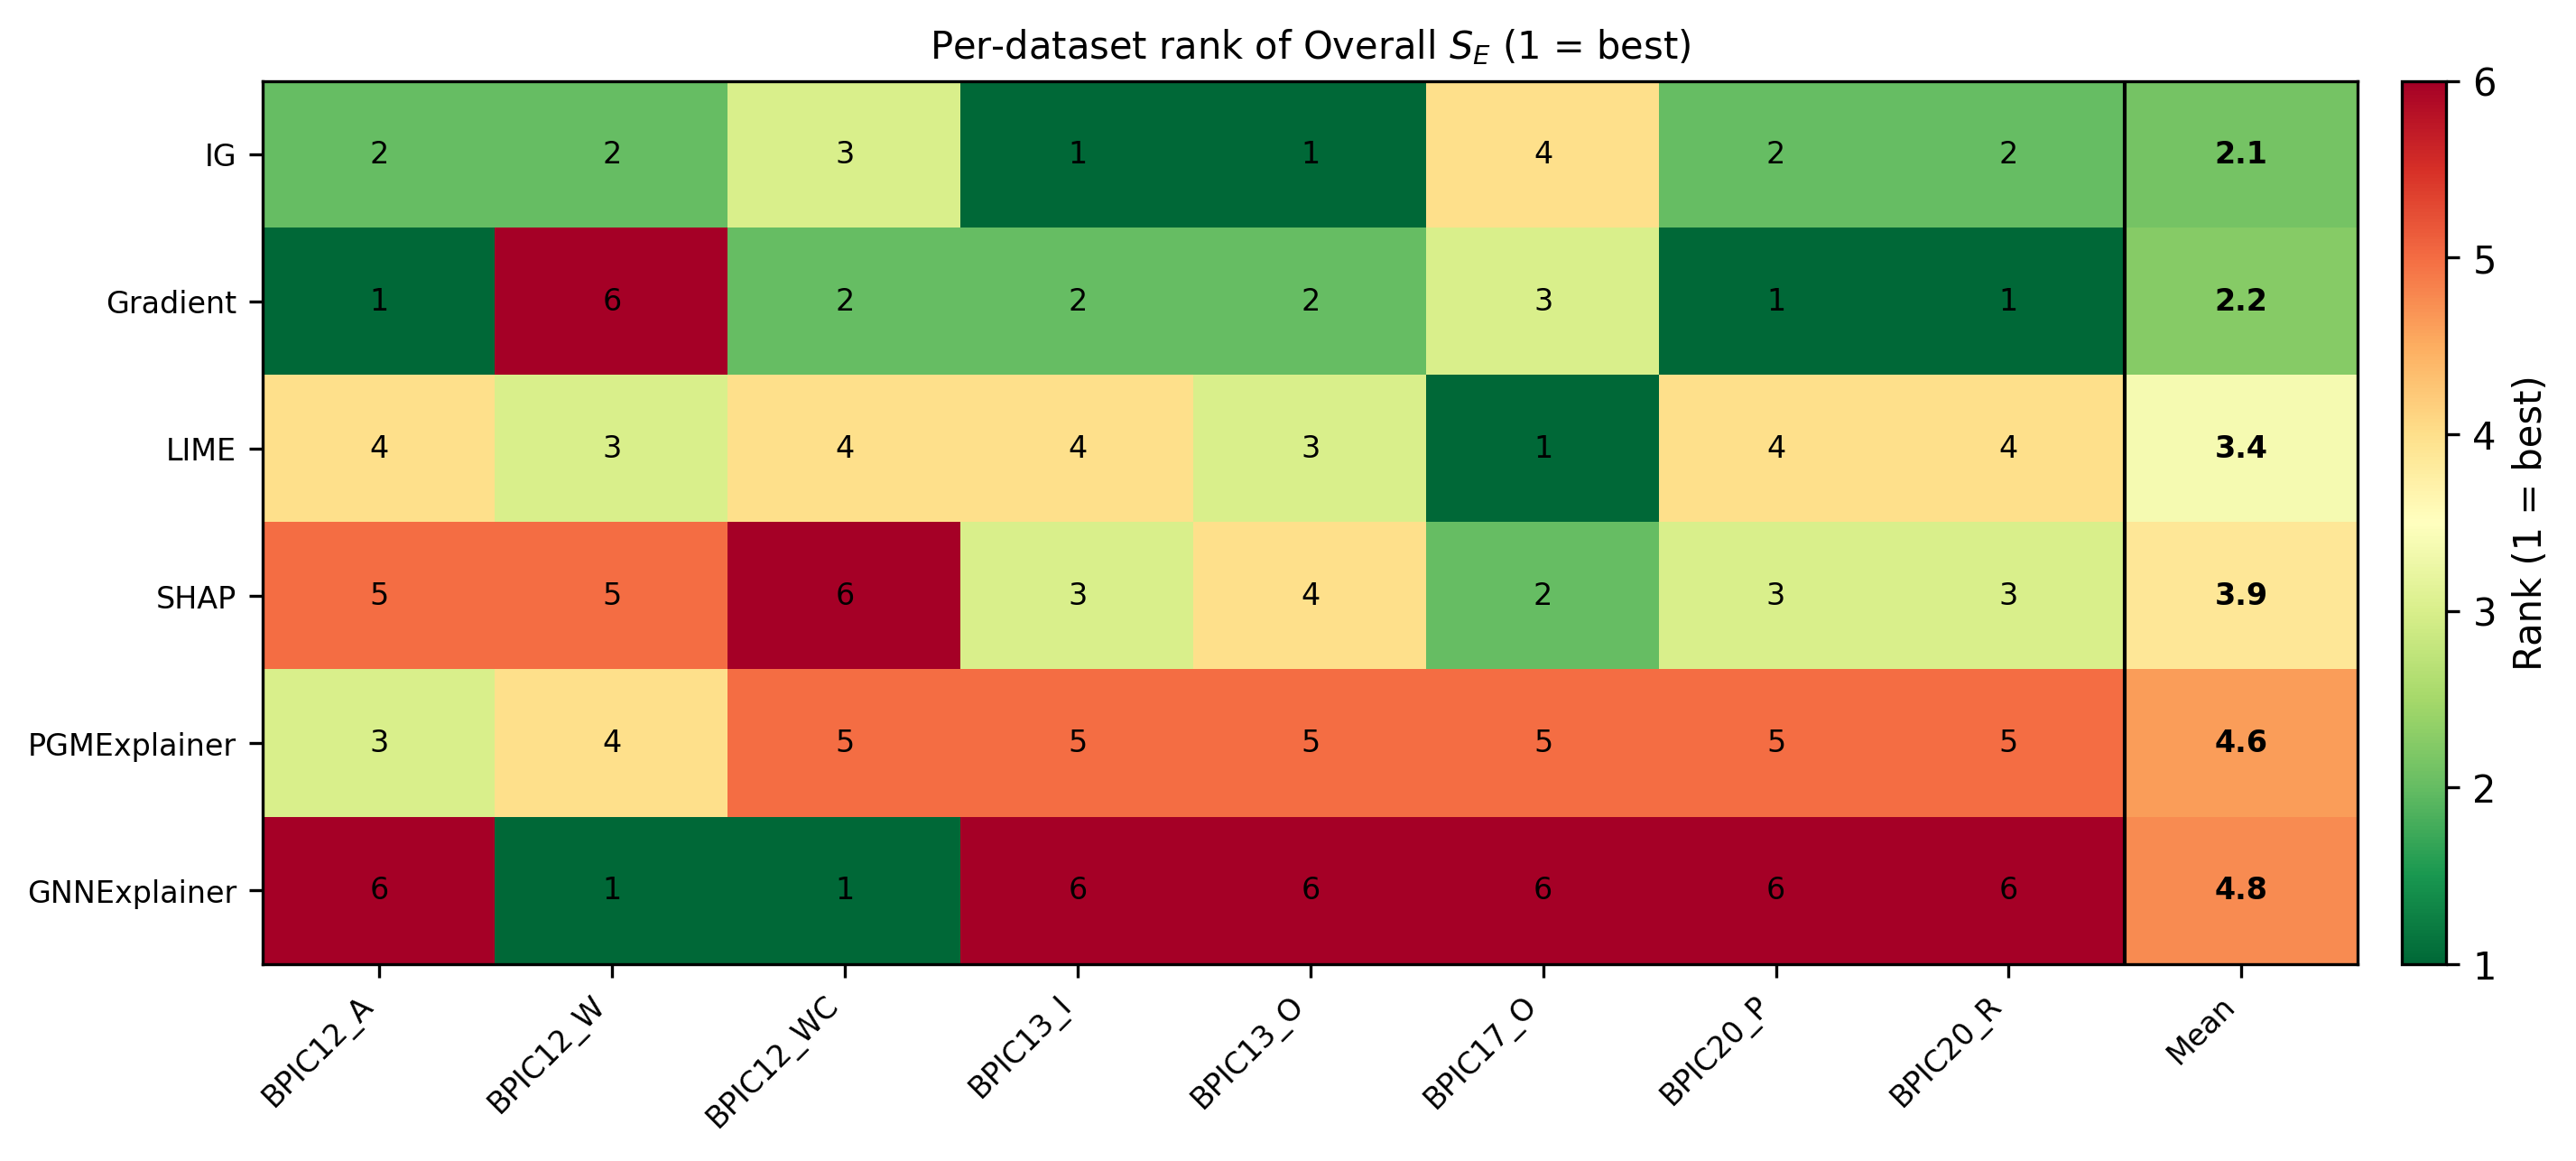 Per-dataset rank of Overall S_E (1 = best)
IG 2 2 3 1 1 4 2 2 2.1
Gradient 1 6 2 2 2 3 1 1 2.2
LIME 4 3 4 4 3 1 4 4 3.4
SHAP 5 5 6 3 4 2 3 3 3.9
PGMExplainer 3 4 5 5 5 5 5 5 4.6
GNNExplainer 6 1 1 6 6 6 6 6 4.8
BPIC12_A BPIC12_W BPIC12_WC BPIC13_I BPIC13_O BPIC17_O BPIC20_P BPIC20_R Mean
6
5
4
3
2
1
Rank (1 = best)